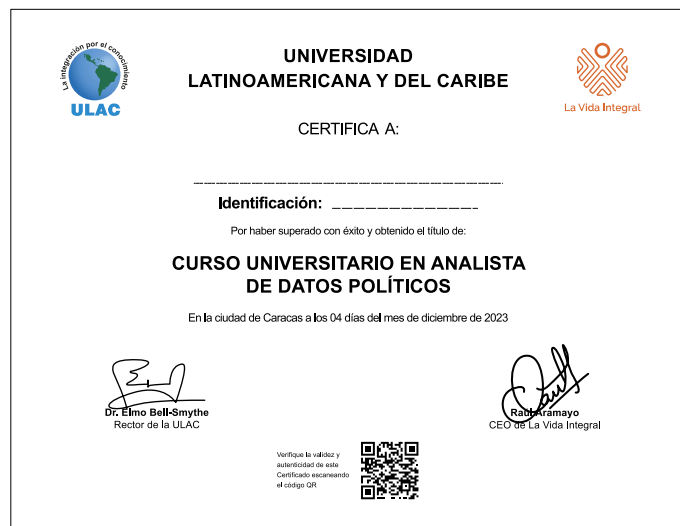 La integración por el conocimiento
ULAC
UNIVERSIDAD
LATINOAMERICANA Y DEL CARIBE
La Vida Integral
CERTIFICA A:
Identificación:
Por haber superado con éxito y obtenido el título de:
CURSO UNIVERSITARIO EN ANALISTA
DE DATOS POLÍTICOS
En la ciudad de Caracas a los 04 días del mes de diciembre de 2023
Dr. Elmo Bell-Smythe
Rector de la ULAC
Raúl Aramayo
CEO de La Vida Integral
Verifique la validez y
autenticidad de este
Certificado escaneando
el código QR